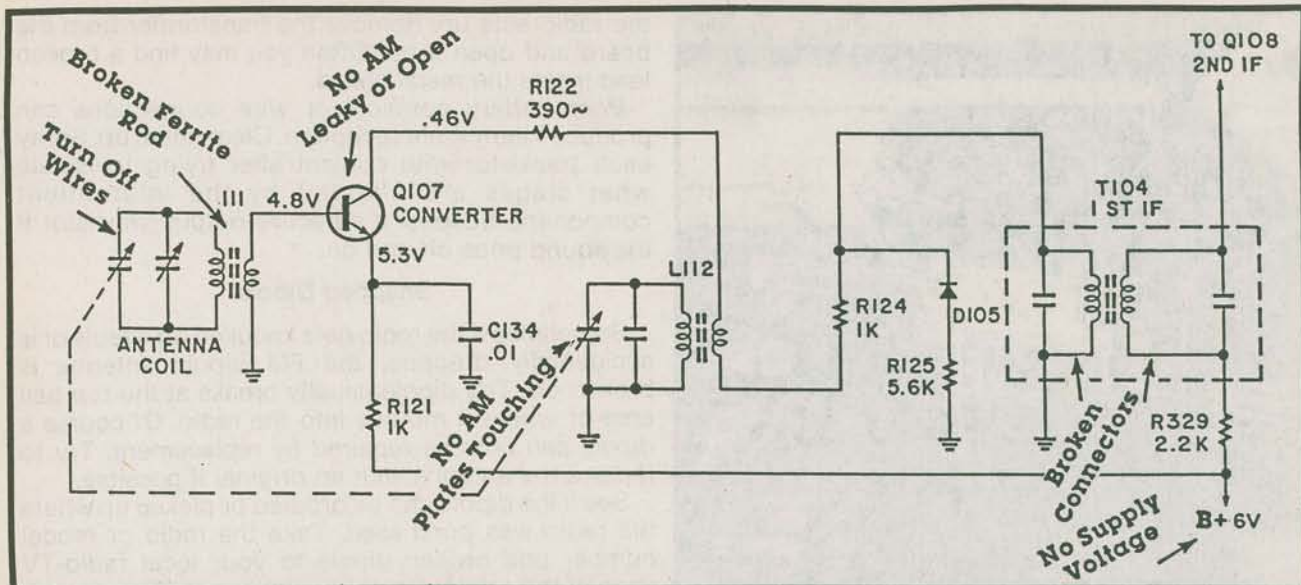 TO Q108
2ND IF
No AM
Leaky or Open
Broken Ferrite
Rod
Turn Off
Wires
R122
390~
.46V
Q107
CONVERTER
4.8V
5.3V
L111
ANTENNA
COIL
C134
.01
R121
1K
No AM
Plates Touching
L112
R124
1K
D105
R125
5.6K
T104
1 ST IF
Broken
Connectors
R329
2.2K
No Supply
Voltage
B+ 6V